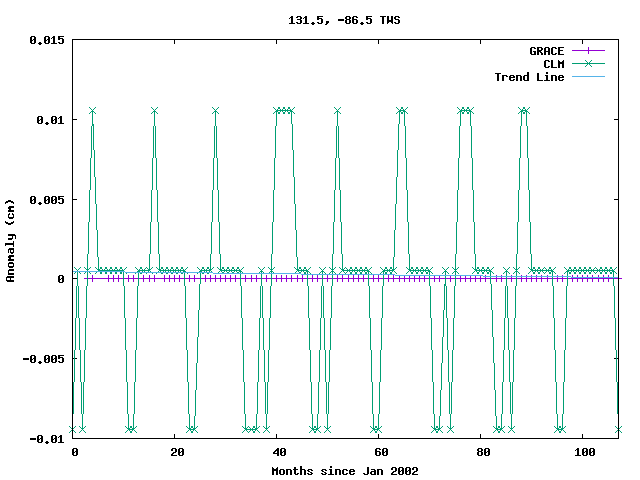 131.5, -86.5 TWS
0.015
0.01
0.005
0
-0.005
-0.01
Anomaly (cm)
GRACE
CLM
Trend Line
0 20 40 60 80 100
Months since Jan 2002